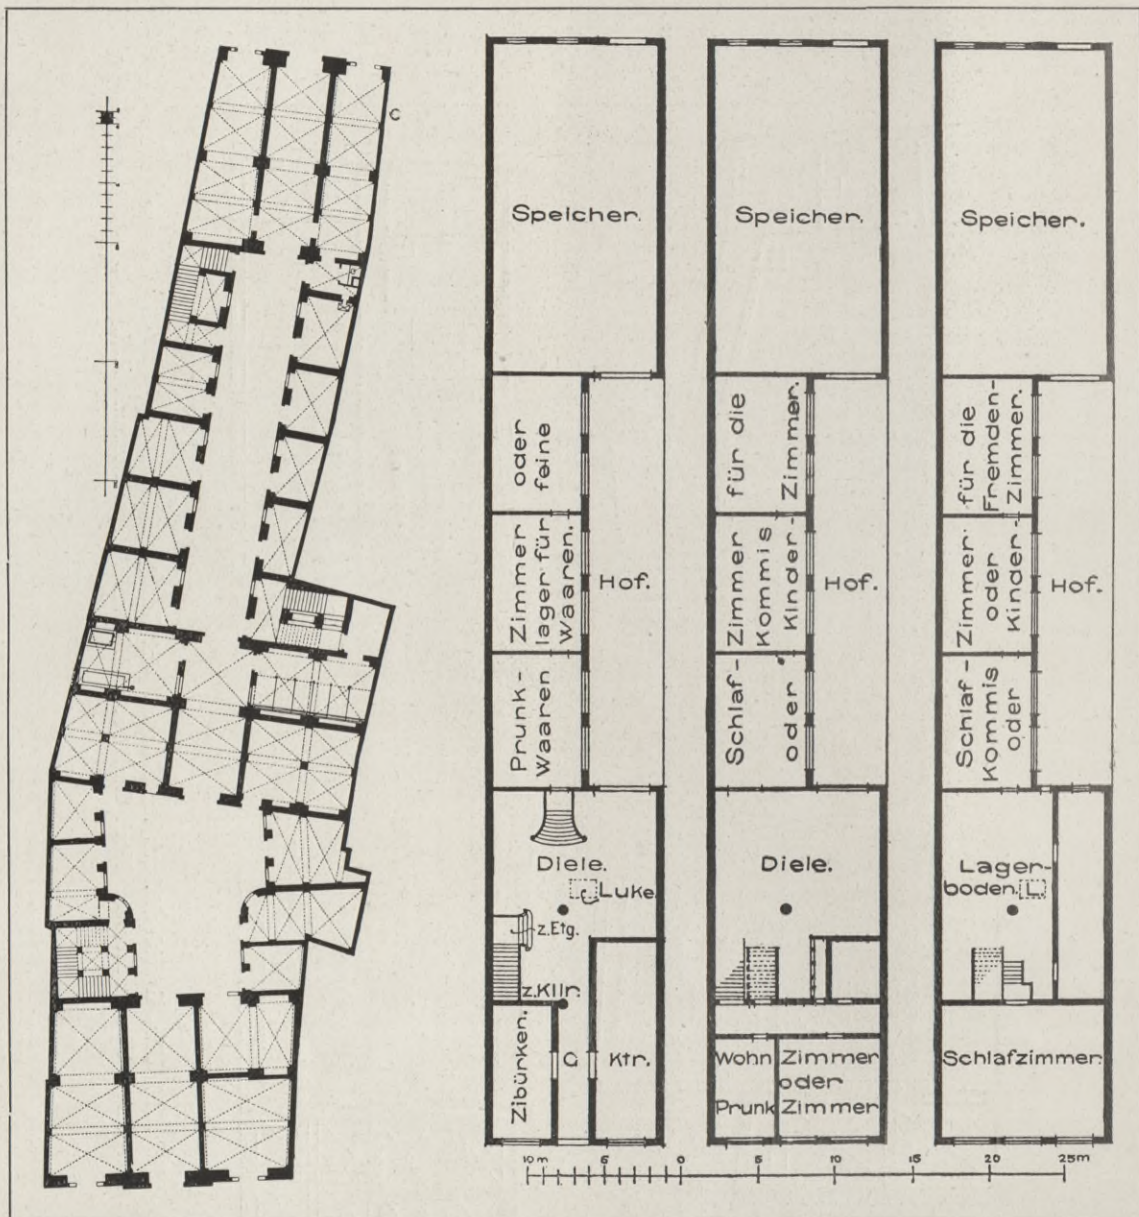 C
Speicher.
oder
feine
Zimmer
lager für
Waaren.
Prunk-
Waaren
Hof.
Diele.
Luke.
z.Etg.
z.Kllr.
Zibürken.
G
Ktr.
Speicher.
für die
Zimmer.
Zimmer
Kommis
Kinder-
Schlaf-
oder
Hof.
Diele.
Wohn
Zimmer
oder
Prunk
Zimmer
Speicher.
für die
Fremden-
Zimmer.
Zimmer
oder
Kinder-
Schlaf-
Kommis
oder
Hof.
Lager-
boden.
L
Schlafzimmer.
10 m 5 0 5 10 15 20 25m